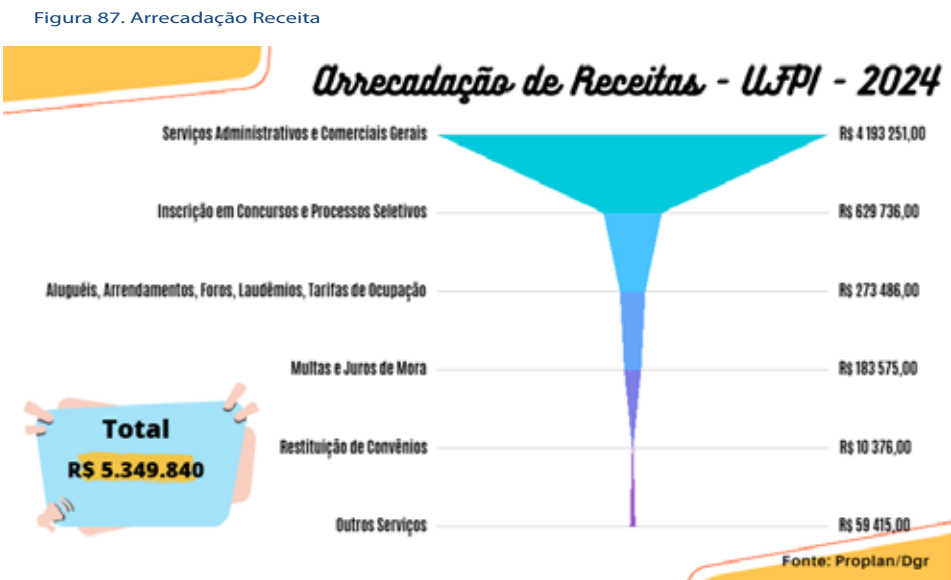 Figura 87. Arrecadação Receita
Arrecadação de Receitas - UFPI - 2024
Serviços Administrativos e Comerciais Gerais R$ 4 193 251,00
Inscrição em Concursos e Processos Seletivos R$ 629 736,00
Aluguéis, Arrendamentos, Foros, Laudêmios, Tarifas de Ocupação R$ 273 486,00
Multas e Juros de Mora R$ 183 575,00
Restituição de Convênios R$ 10 376,00
Outros Serviços R$ 59 415,00
Total
R$ 5.349.840
Fonte: Proplan/Dgr